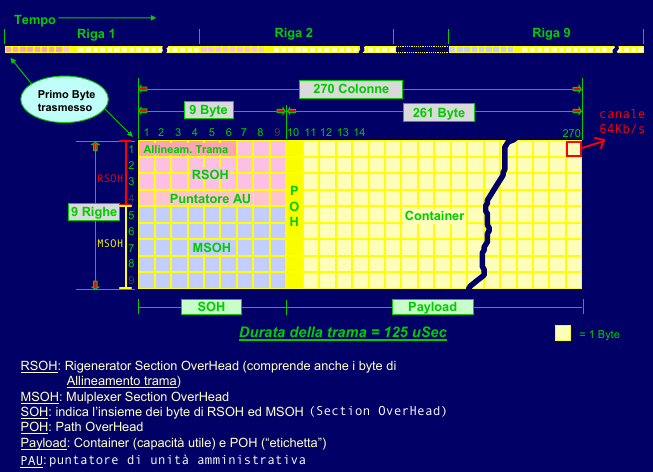 Tempo
Riga 1 Riga 2 Riga 9
Primo Byte
trasmesso
270 Colonne
9 Byte 261 Byte
canale
64Kb/s
1 2 3 4 5 6 7 8 9 10 11 12 13 14 270
1 Allineam. Trama
2
RSOH RSOH
3
4 Puntatore AU
P
O
H
Container
9 Righe
5
6
MSOH MSOH
7
8
9
SOH Payload
Durata della trama = 125 uSec
= 1 Byte
RSOH: Rigenerator Section OverHead (comprende anche i byte di
Allineamento trama)
MSOH: Mulplexer Section OverHead
SOH: indica l'insieme dei byte di RSOH ed MSOH (Section OverHead)
POH: Path OverHead
Payload: Container (capacità utile) e POH (“etichetta”)
PAU: puntatore di unità amministrativa